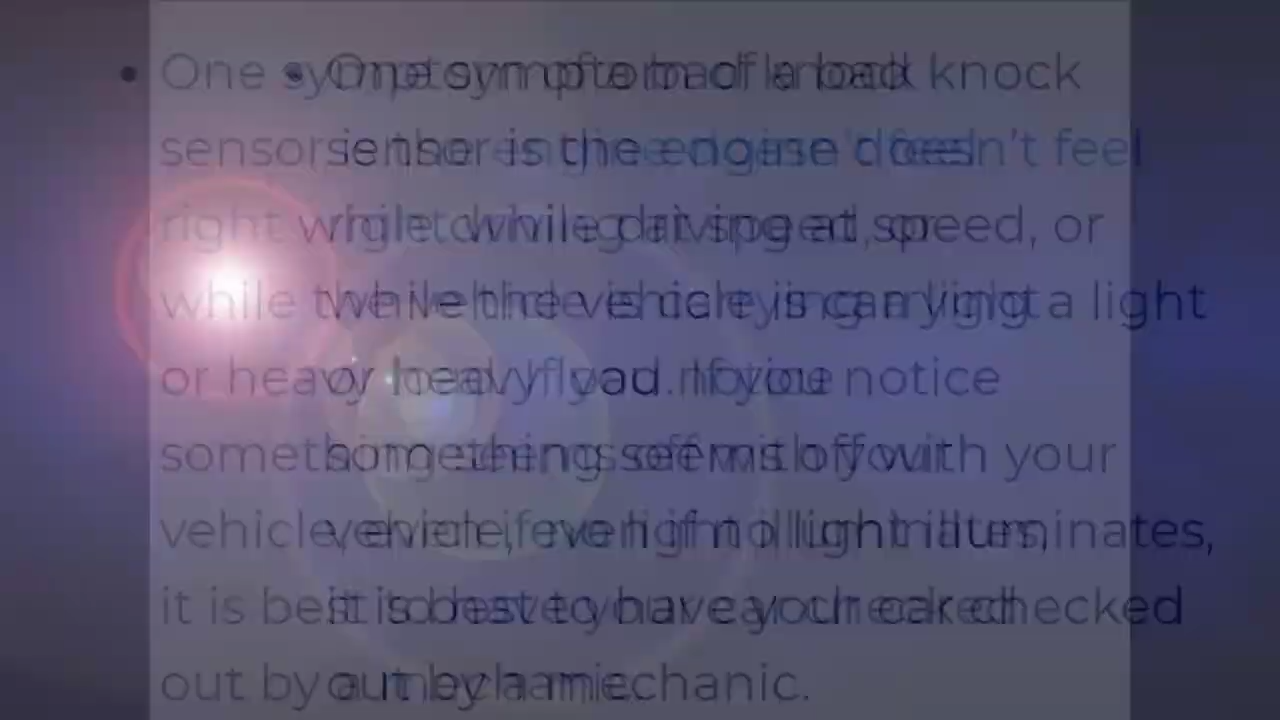 • One symptom of a bad knock
sensor is the engine doesn't feel
right while driving at speed, or
while the vehicle is carrying a light
or heavy load. If you notice
something seems off with your
vehicle, even if no light illuminates,
it is best to have your car checked
out by a mechanic.